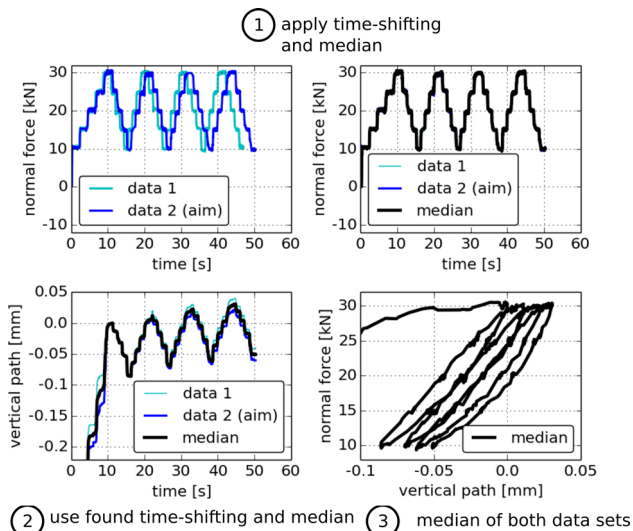 1 apply time-shifting
and median
normal force [kN]
30
20
10
0
-10
data 1
data 2 (aim)
0 10 20 30 40 50 60
time [s]
normal force [kN]
30
20
10
0
-10
data 1
data 2 (aim)
median
0 10 20 30 40 50 60
time [s]
vertical path [mm]
0.05
0.0
-0.05
-0.1
-0.15
-0.2
data 1
data 2 (aim)
median
0 10 20 30 40 50 60
time [s]
normal force [kN]
30
25
20
15
10
median
-0.1 -0.05 0.0 0.05
vertical path [mm]
2 use found time-shifting and median
3 median of both data sets